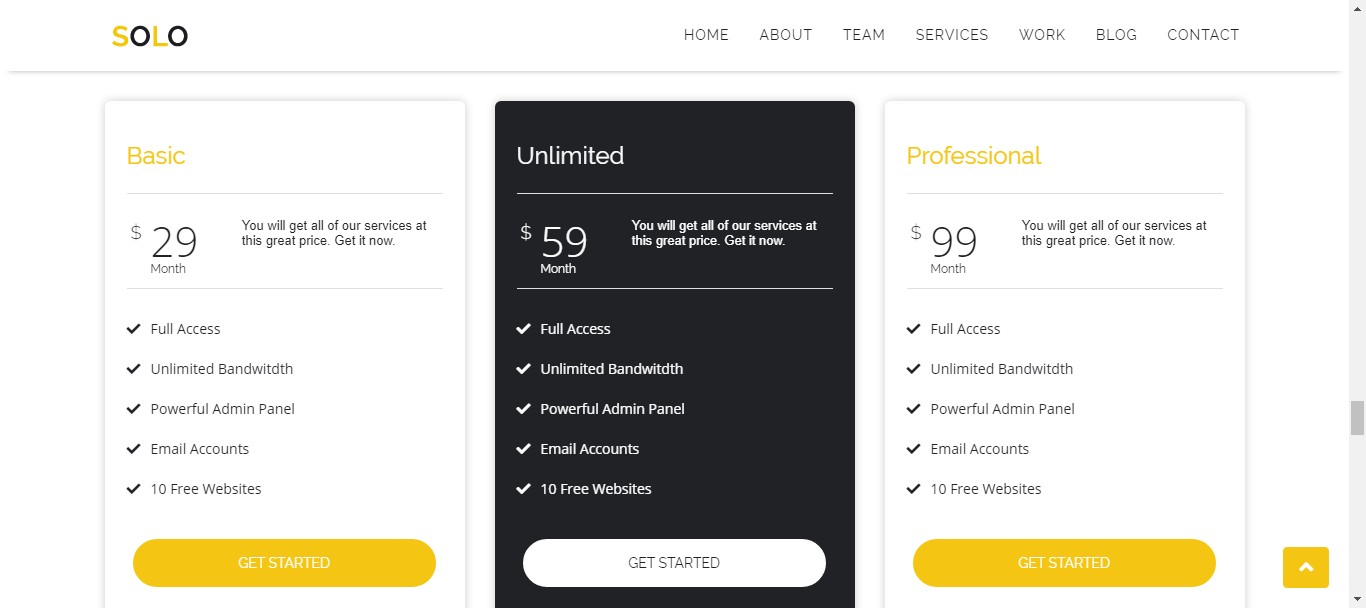 SOLO
HOME ABOUT TEAM SERVICES WORK BLOG CONTACT
Basic
$ 29
Month
You will get all of our services at
this great price. Get it now.
Full Access
Unlimited Bandwitdth
Powerful Admin Panel
Email Accounts
10 Free Websites
GET STARTED
Unlimited
$ 59
Month
You will get all of our services at
this great price. Get it now.
Full Access
Unlimited Bandwitdth
Powerful Admin Panel
Email Accounts
10 Free Websites
GET STARTED
Professional
$ 99
Month
You will get all of our services at
this great price. Get it now.
Full Access
Unlimited Bandwitdth
Powerful Admin Panel
Email Accounts
10 Free Websites
GET STARTED